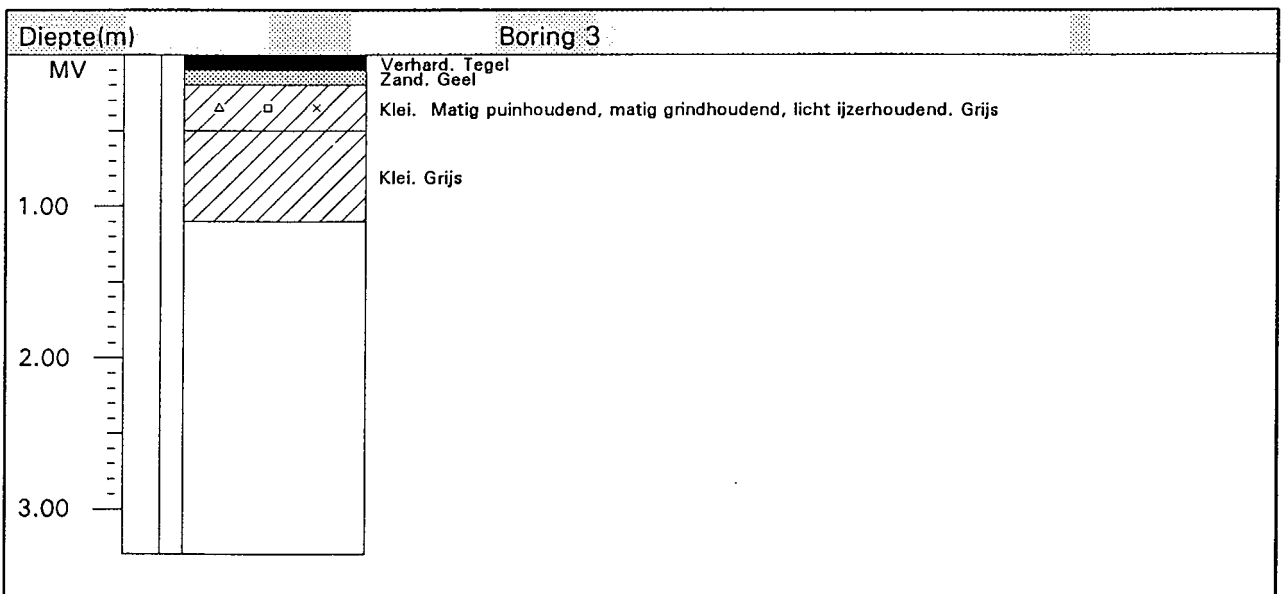 Diepte(m) Boring 3
MV
Verhard. Tegel
Zand. Geel
Klei. Matig puinhoudend, matig grindhoudend, licht ijzerhoudend. Grijs
Klei. Grijs
1.00
2.00
3.00